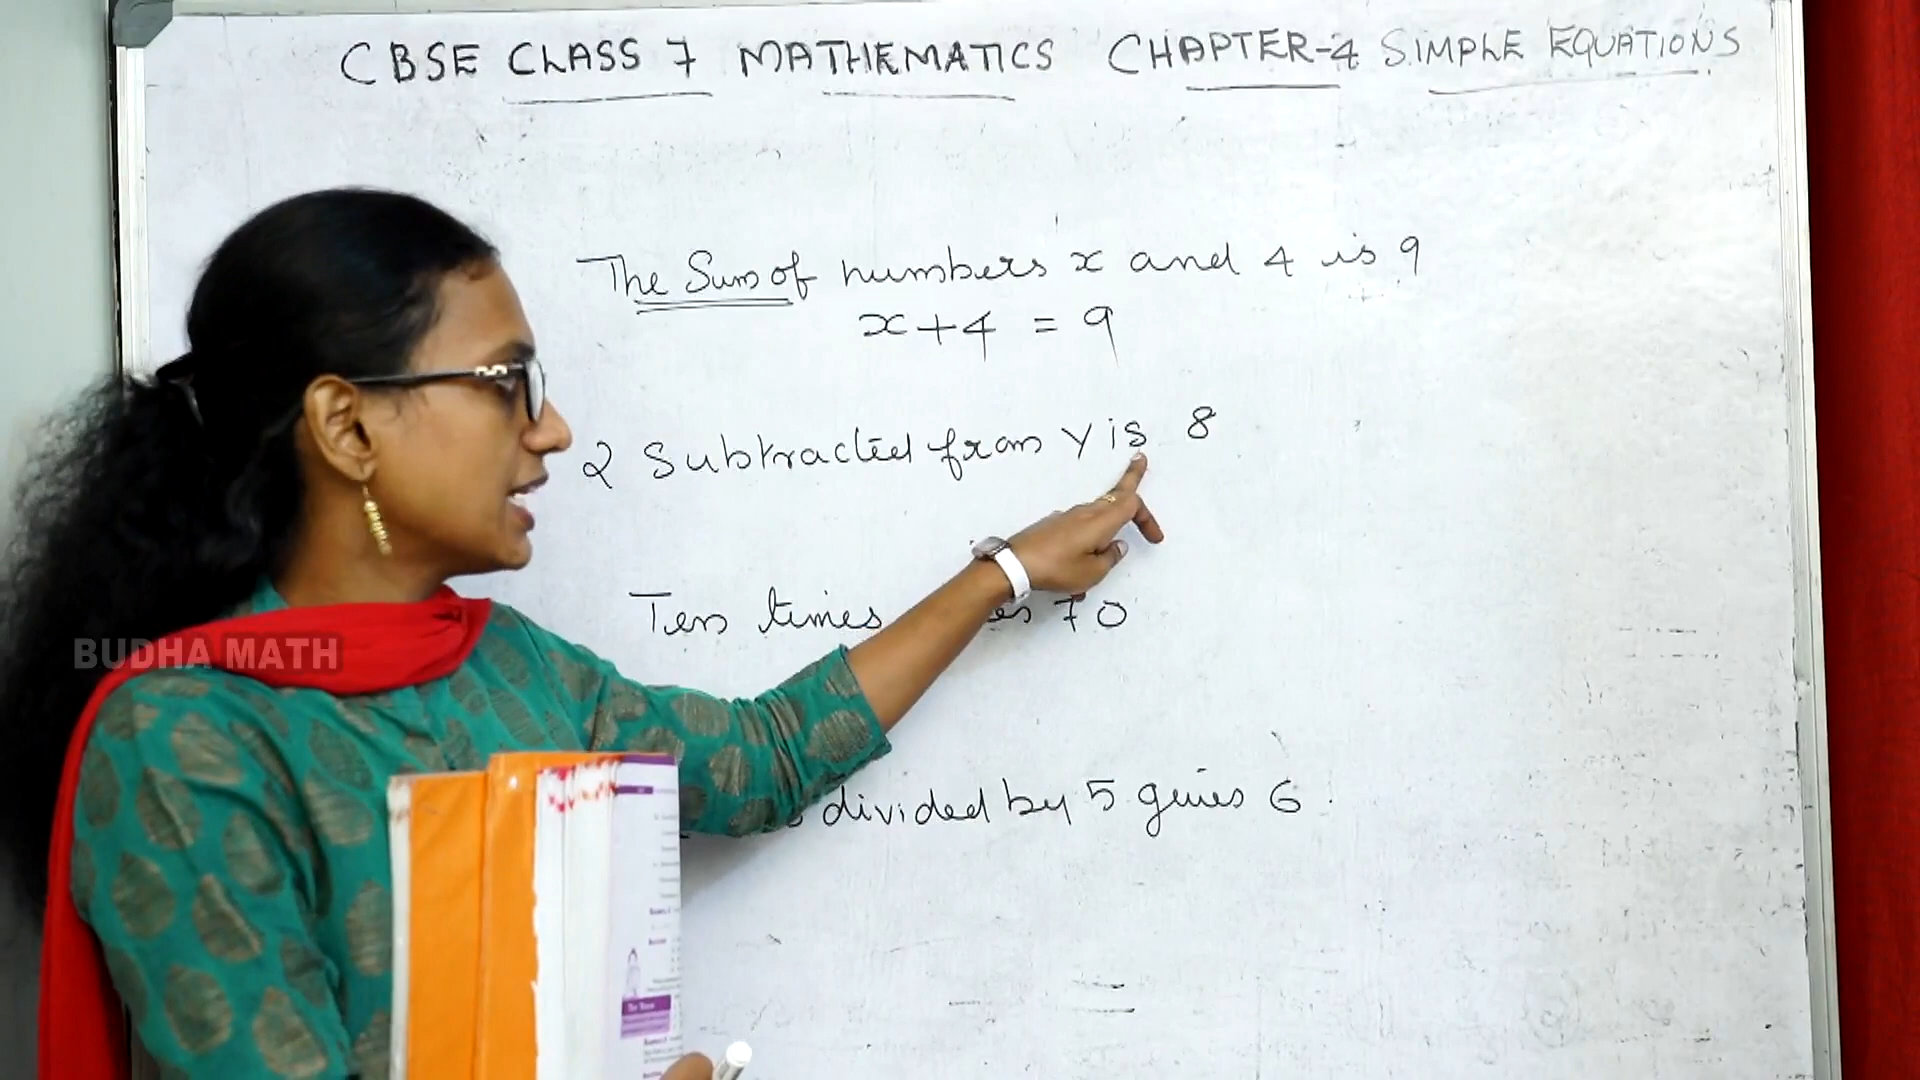 CBSE CLASS 7 MATHEMATICS CHAPTER-4 SIMPLE EQUATIONS
The Sum of numbers x and 4 is 9
x+4 = 9
2 Subtracted from y is 8
Ten times 70
divided by 5 gives 6.
BUDHA MATH